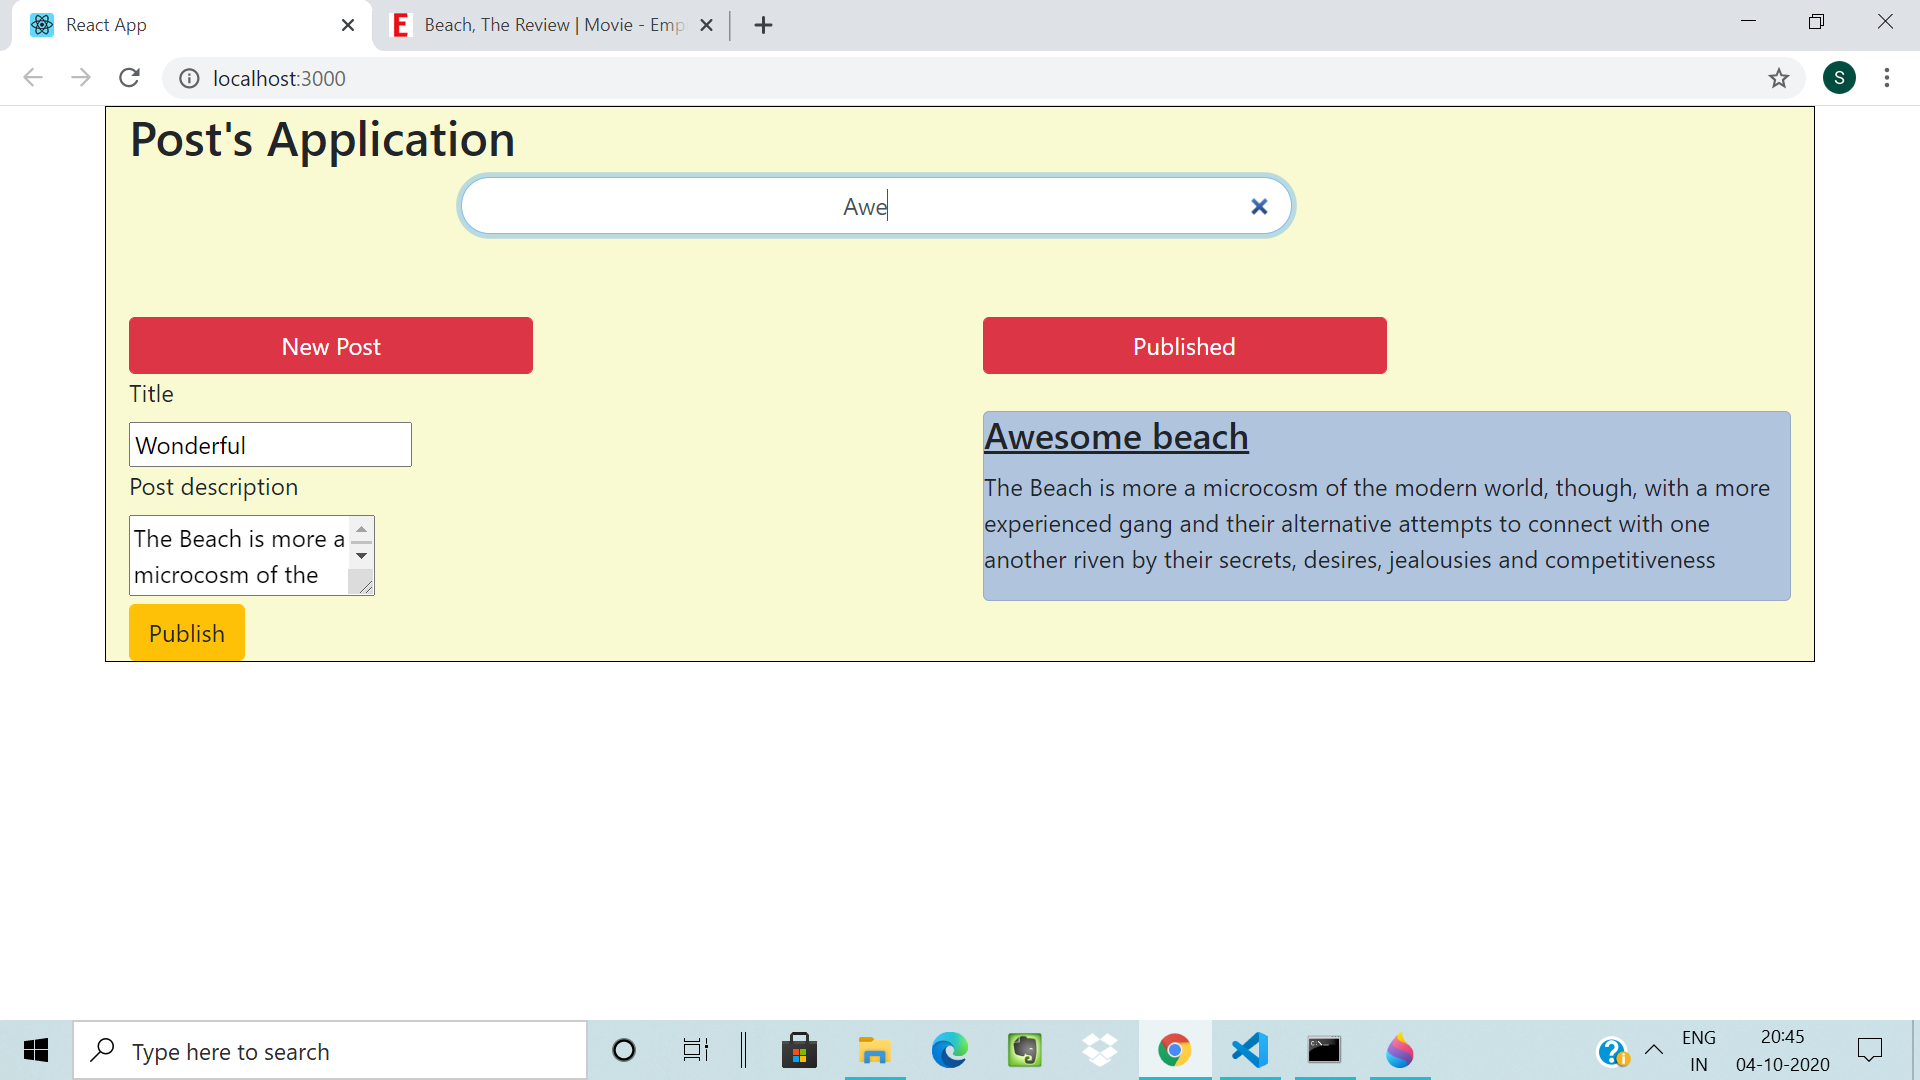 React App
Beach, The Review | Movie - Emp
localhost:3000
S
Post's Application
Awe
New Post
Title
Wonderful
Post description
The Beach is more a
microcosm of the
Publish
Published
Awesome beach
The Beach is more a microcosm of the modern world, though, with a more
experienced gang and their alternative attempts to connect with one
another riven by their secrets, desires, jealousies and competitiveness
Type here to search
ENG
IN
20:45
04-10-2020